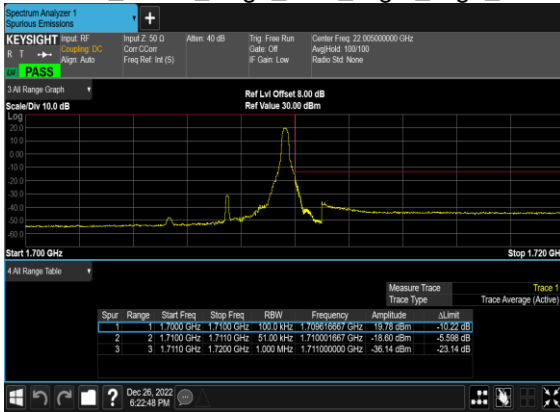 Spectrum Analyzer 1
Spurious Emissions
KEYSIGHT Input: RF Input Z: 50 Ω Atten: 40 dB Trig: Free Run Center Freq: 22.005000000 GHz
R T Coupling: DC Corr CCorr Gate: Off Avg|Hold: 100/100
Align: Auto Freq Ref: Int (S) IF Gain: Low Radio Std: None
LXI PASS
3 All Range Graph
Ref Lvl Offset 8.00 dB
Scale/Div 10.0 dB Ref Value 30.00 dBm
Log
20.0
10.0
0.00
-10.0
-20.0
-30.0
-40.0
-50.0
-60.0
Start 1.700 GHz Stop 1.720 GH
4 All Range Table
Measure Trace Trace 1
Trace Type Trace Average (Active)
Spur Range Start Freq Stop Freq RBW Frequency Amplitude ΔLimit
1 1 1.7000 GHz 1.7100 GHz 100.0 kHz 1.709616667 GHz 19.78 dBm -10.22 dB
2 2 1.7100 GHz 1.7110 GHz 51.00 kHz 1.710001667 GHz -18.60 dBm -5.598 dB
3 3 1.7110 GHz 1.7200 GHz 1.000 MHz 1.711000000 GHz -36.14 dBm -23.14 dB
Dec 26, 2022
6:22:48 PM